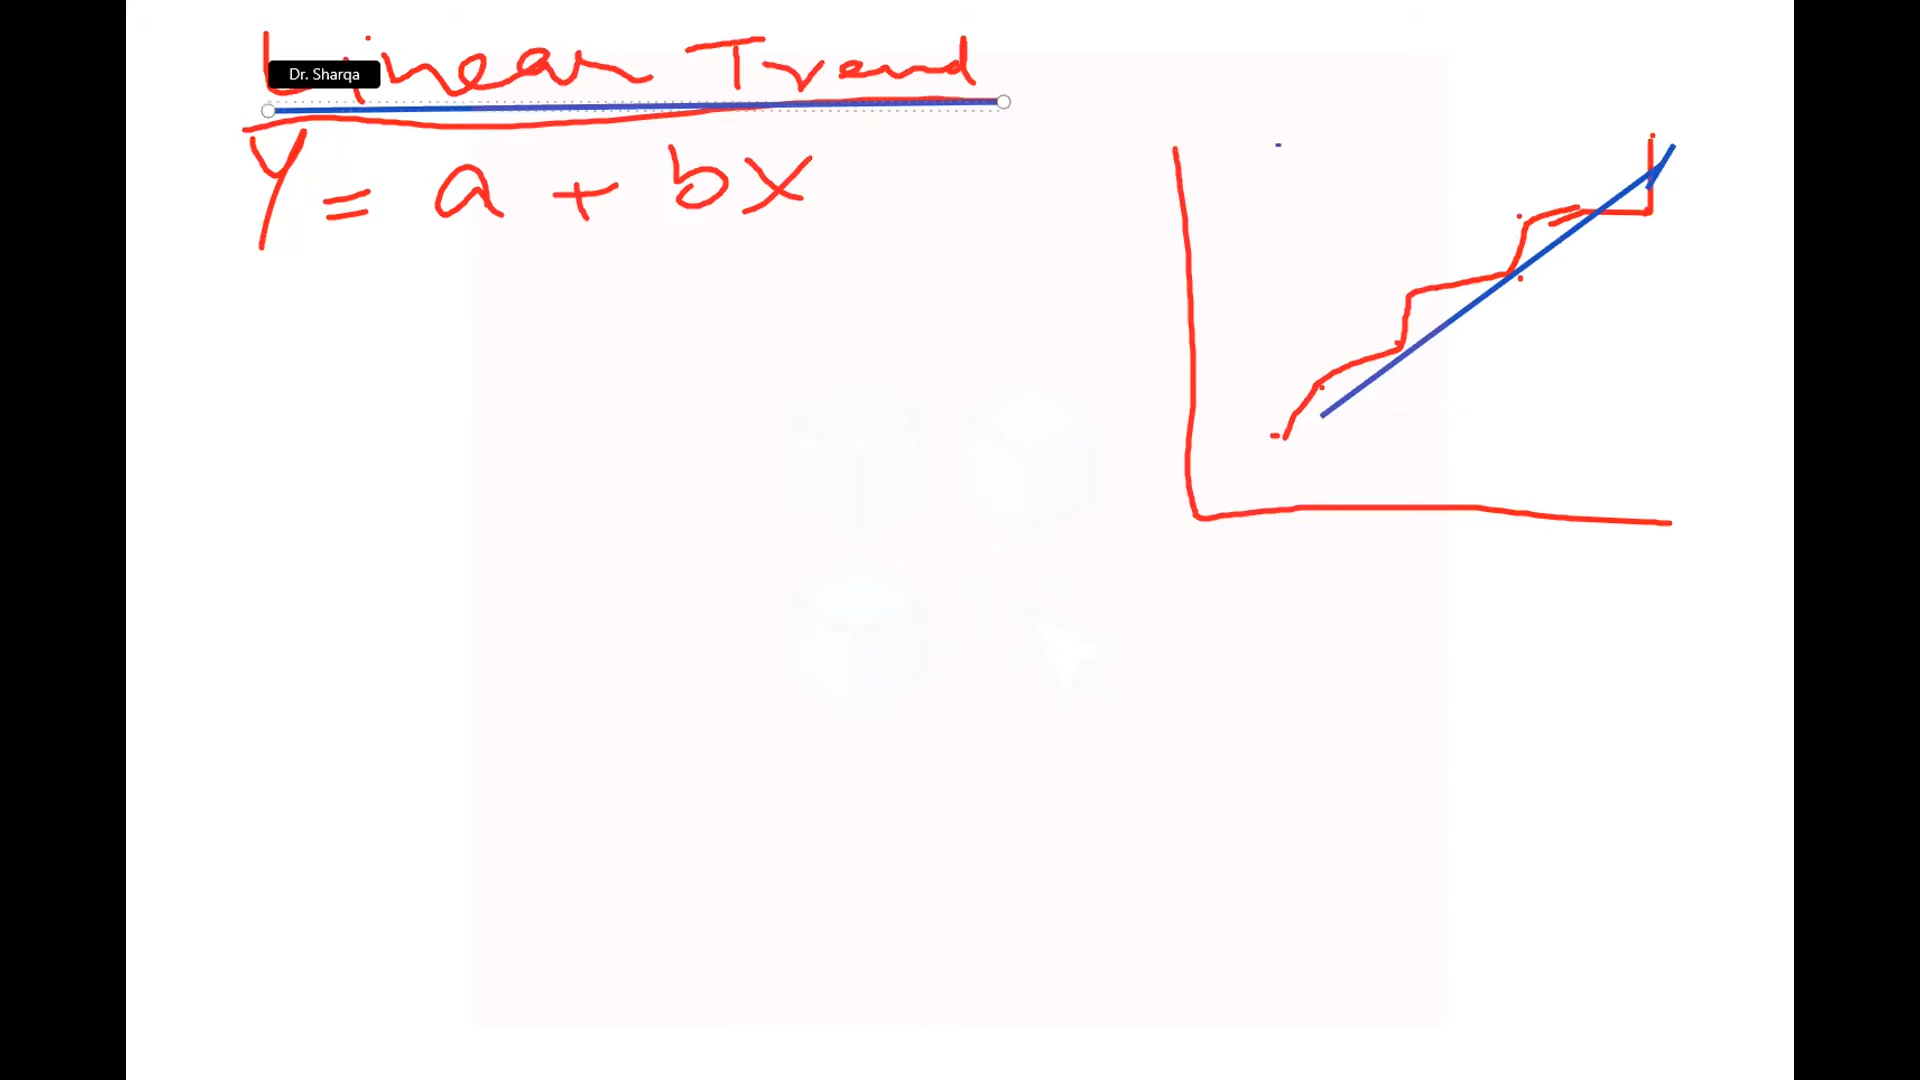 Linear Trend
Dr. Sharqa
Y = a + bx